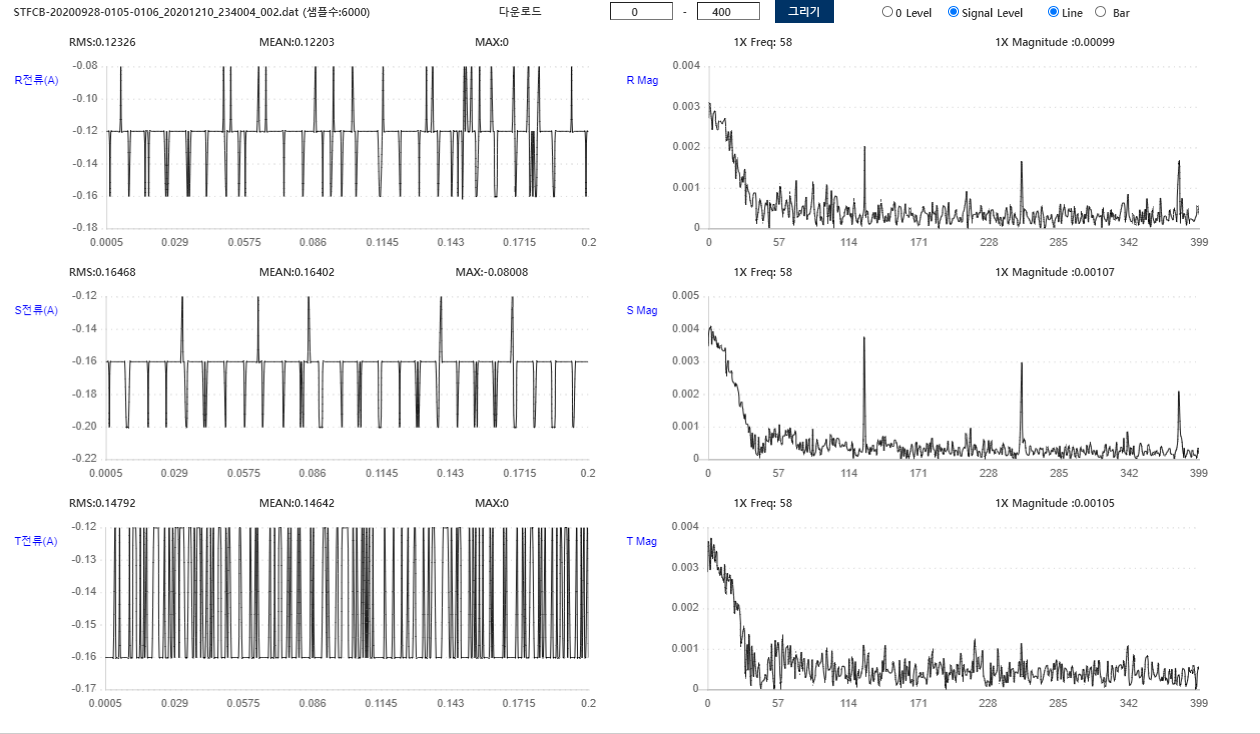 STFCB-20200928-0105-0106_20201210_234004_002.dat (샘플수:6000) 다운로드 0 - 400 그리기 0 Level Signal Level Line Bar
RMS:0.12326 MEAN:0.12203 MAX:0 1X Freq: 58 1X Magnitude :0.00099
R전류(A)
-0.08
-0.10
-0.12
-0.14
-0.16
-0.18
0.0005 0.029 0.0575 0.086 0.1145 0.143 0.1715 0.2
R Mag
0.004
0.003
0.002
0.001
0
0 57 114 171 228 285 342 399
RMS:0.16468 MEAN:0.16402 MAX:-0.08008 1X Freq: 58 1X Magnitude :0.00107
S전류(A)
-0.12
-0.14
-0.16
-0.18
-0.20
-0.22
0.0005 0.029 0.0575 0.086 0.1145 0.143 0.1715 0.2
S Mag
0.005
0.004
0.003
0.002
0.001
0
0 57 114 171 228 285 342 399
RMS:0.14792 MEAN:0.14642 MAX:0 1X Freq: 58 1X Magnitude :0.00105
T전류(A)
-0.12
-0.13
-0.14
-0.15
-0.16
-0.17
0.0005 0.029 0.0575 0.086 0.1145 0.143 0.1715 0.2
T Mag
0.004
0.003
0.002
0.001
0
0 57 114 171 228 285 342 399